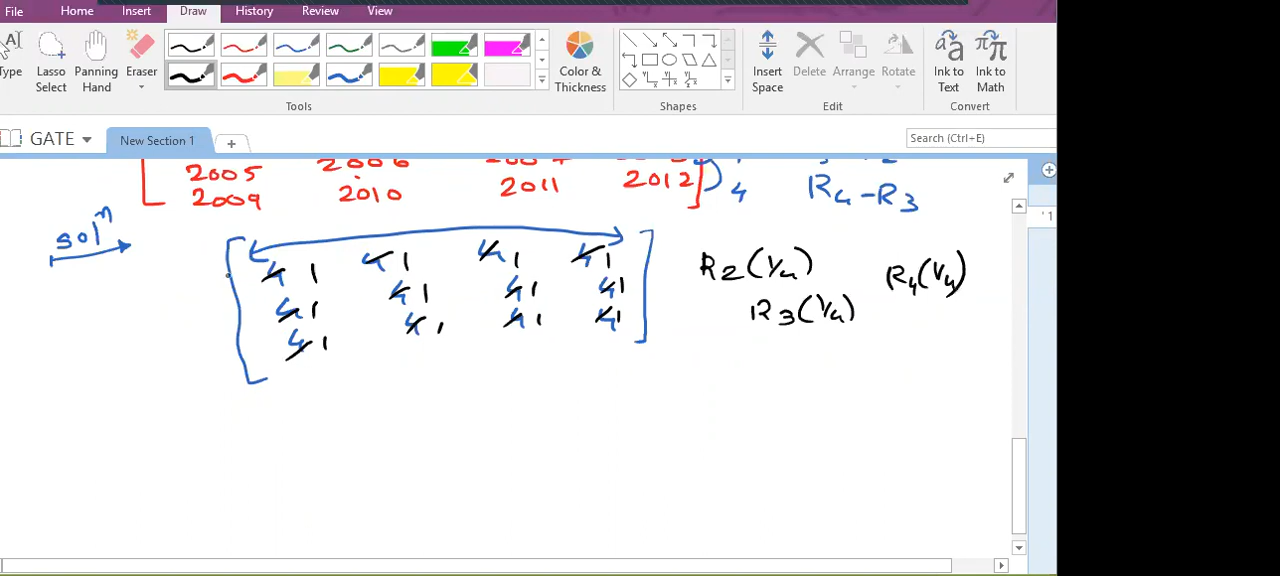 File Home Insert Draw History Review View
Type Lasso Select Panning Hand Eraser Color & Thickness Insert Space Delete Arrange Rotate Ink to Text Ink to Math
Tools Shapes Edit Convert
GATE New Section 1 + Search (Ctrl+E)
2005 2006
2009 2010 2011 2012 4 R4 - R3
solⁿ
4 1 4 1 4 1 4 1 R2(1/4) R4(1/4)
4 1 4 1 4 1 4 1 R3(1/4)
4 1 4 1 4 1 4 1